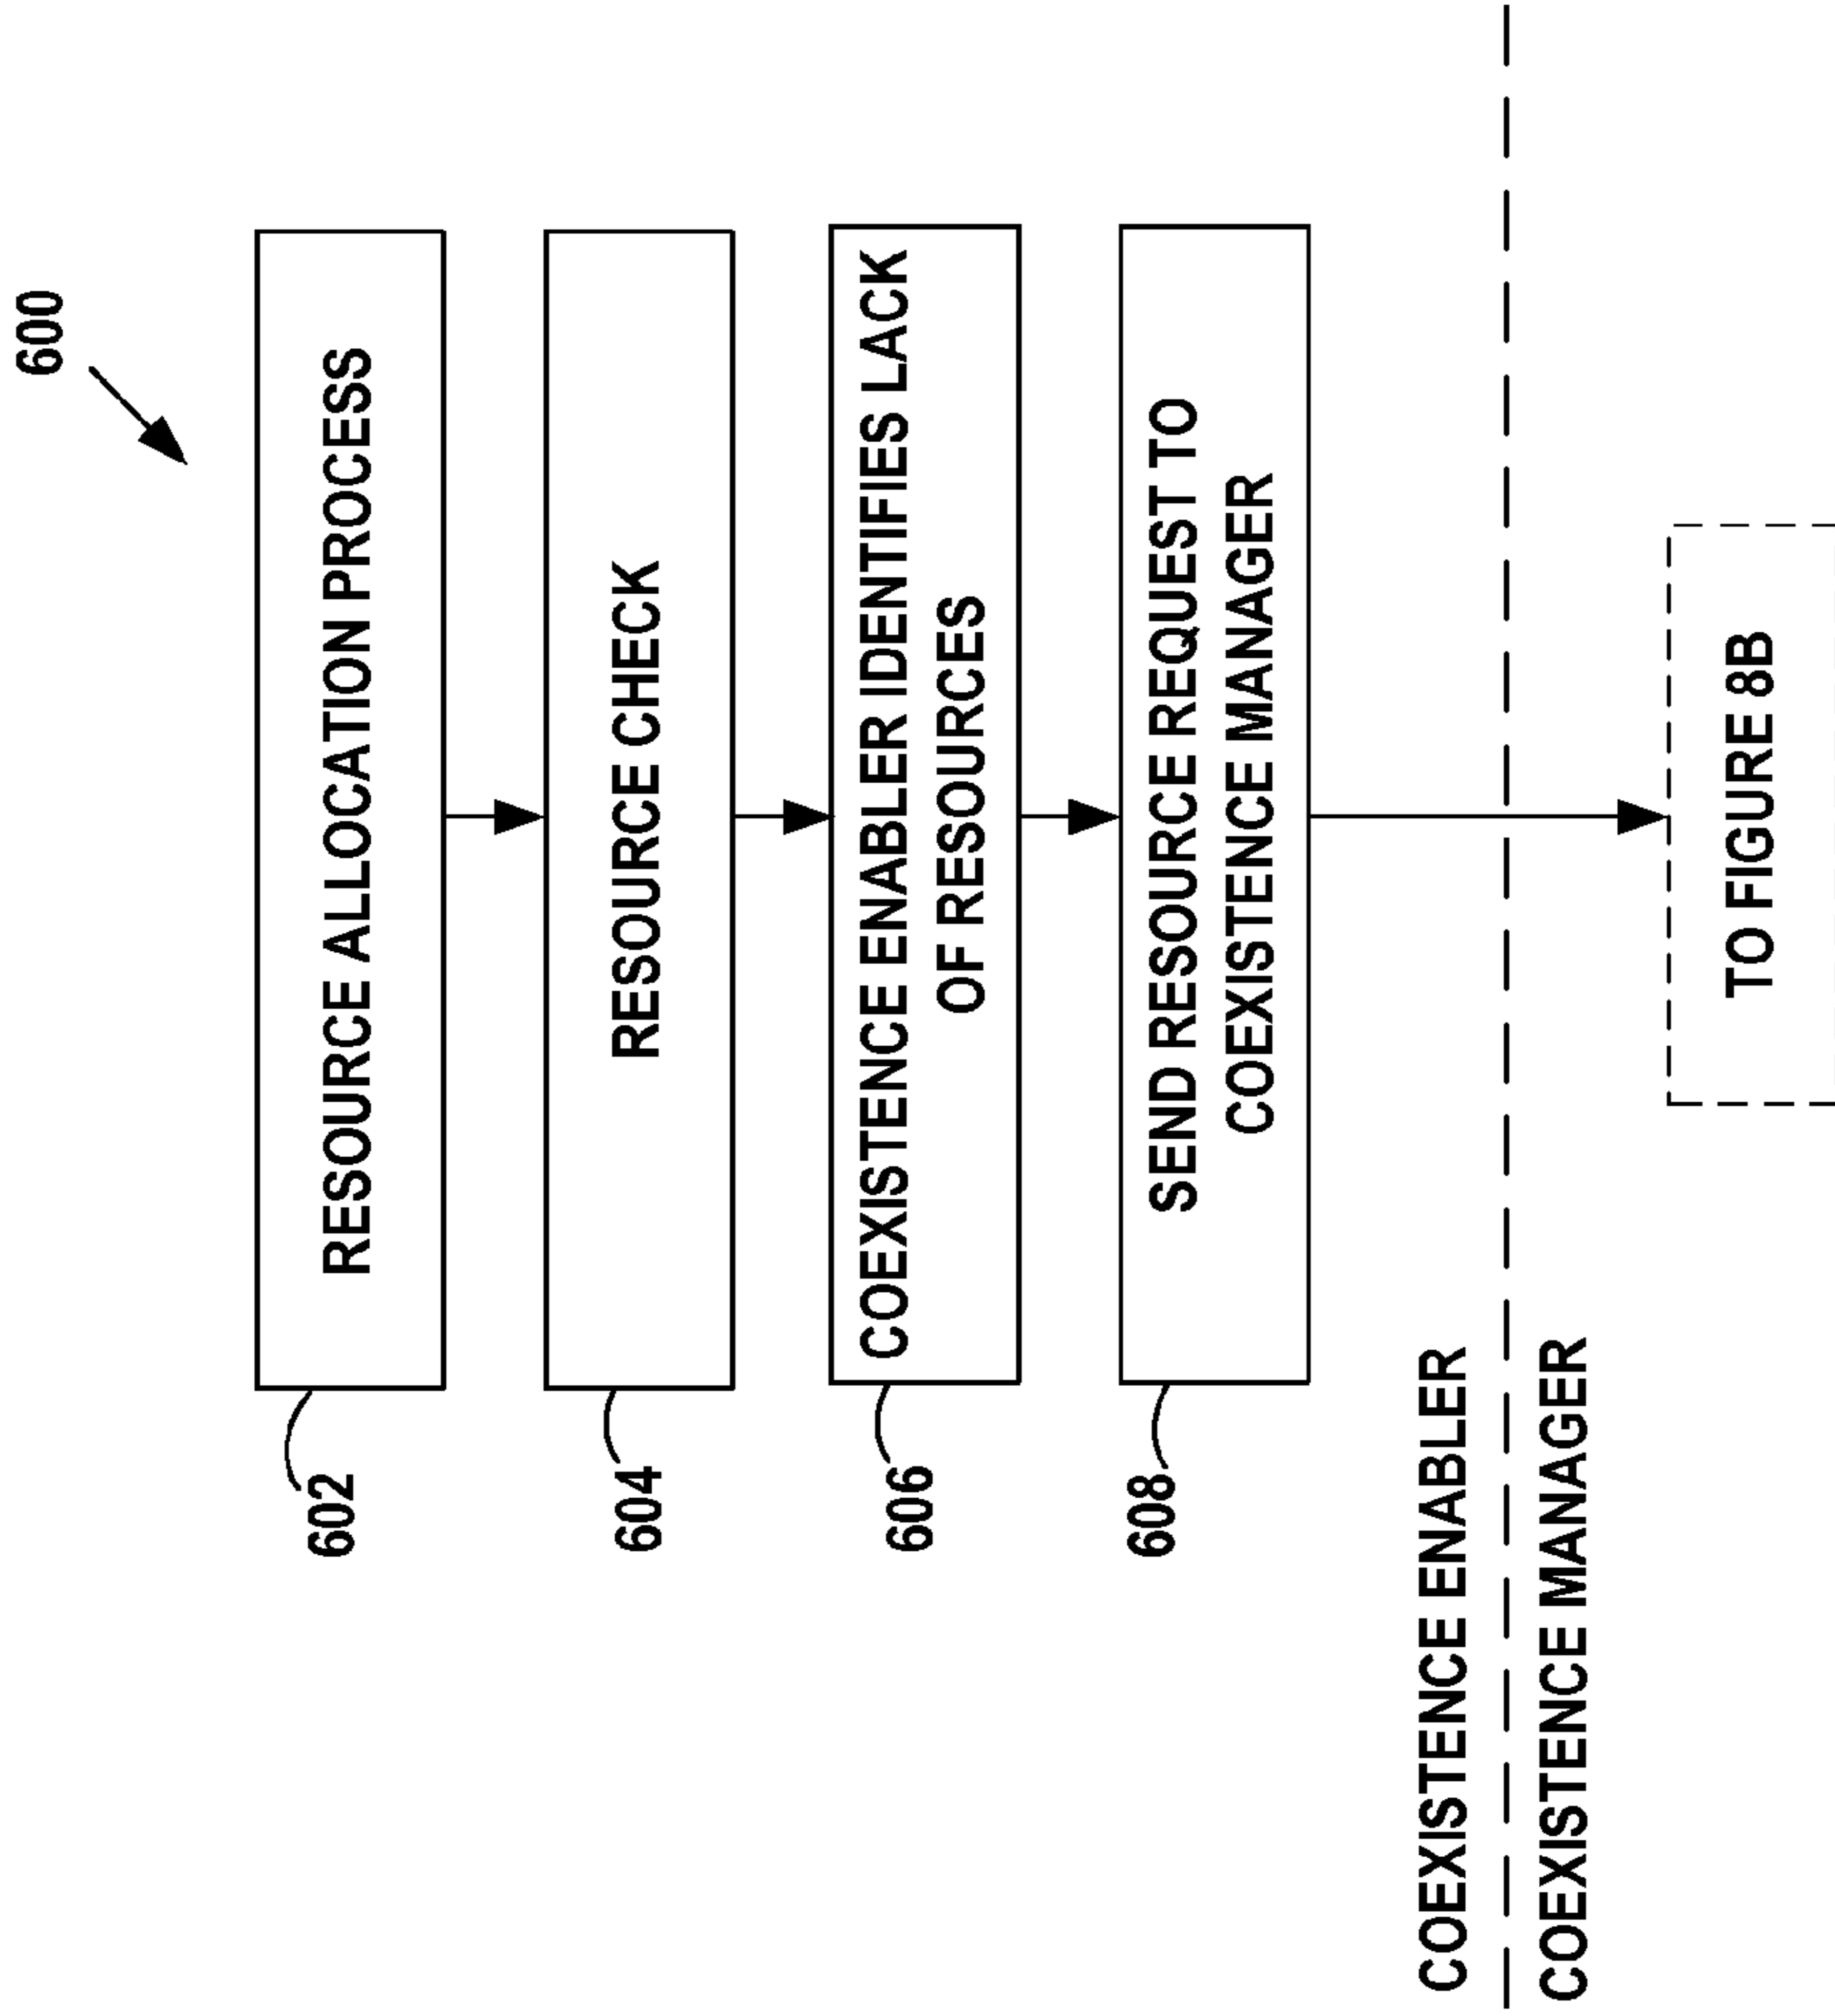 600
602
RESOURCE ALLOCATION PROCESS
604
RESOURCE CHECK
606
COEXISTENCE ENABLER IDENTIFIES LACK
OF RESOURCES
608
SEND RESOURCE REQUEST TO
COEXISTENCE MANAGER
COEXISTENCE ENABLER
COEXISTENCE MANAGER
TO FIGURE 8B